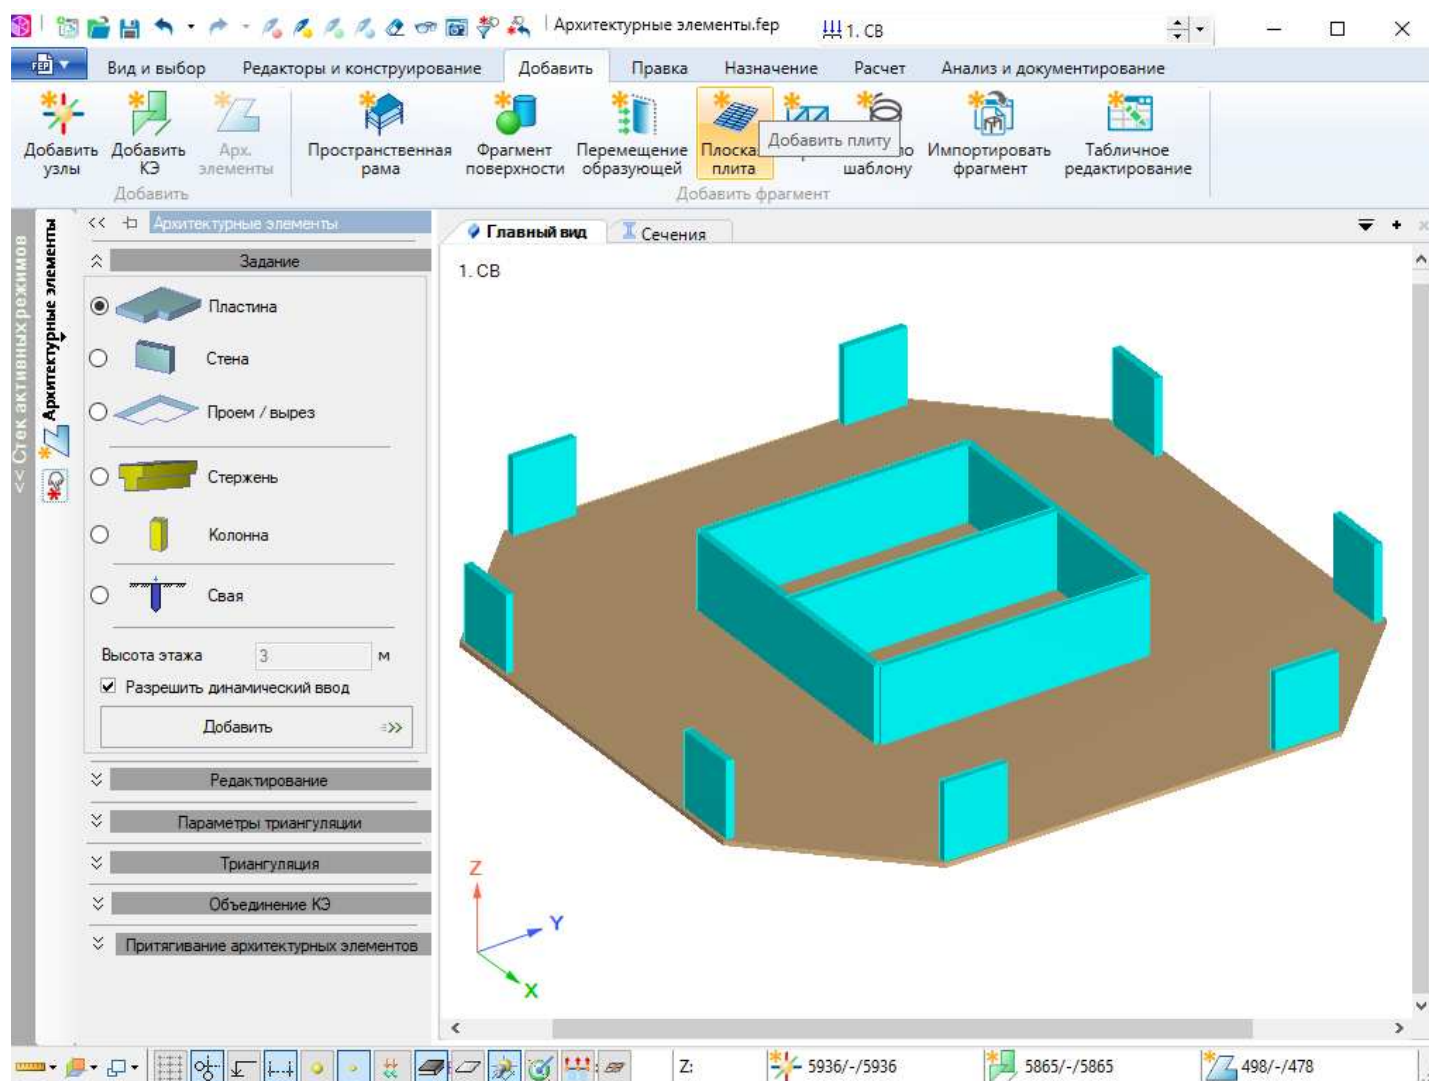 Архитектурные элементы.fep
1. СВ
FEP
Вид и выбор
Редакторы и конструирование
Добавить
Правка
Назначение
Расчет
Анализ и документирование
Добавить узлы
Добавить КЭ
Арх. элементы
Пространственная рама
Фрагмент поверхности
Перемещение образующей
Плоская плита
шаблону
Импортировать фрагмент
Табличное редактирование
Добавить плиту
Добавить
Добавить фрагмент
<< Стек активных режимов
Архитектурные элементы
<<
Архитектурные элементы
Задание
Пластина
Стена
Проем / вырез
Стержень
Колонна
Свая
Высота этажа 3 м
Разрешить динамический ввод
Добавить
Редактирование
Параметры триангуляции
Триангуляция
Объединение КЭ
Притягивание архитектурных элементов
Главный вид
Сечения
1. СВ
Z
Y
X
Z:
5936/-/5936
5865/-/5865
498/-/478